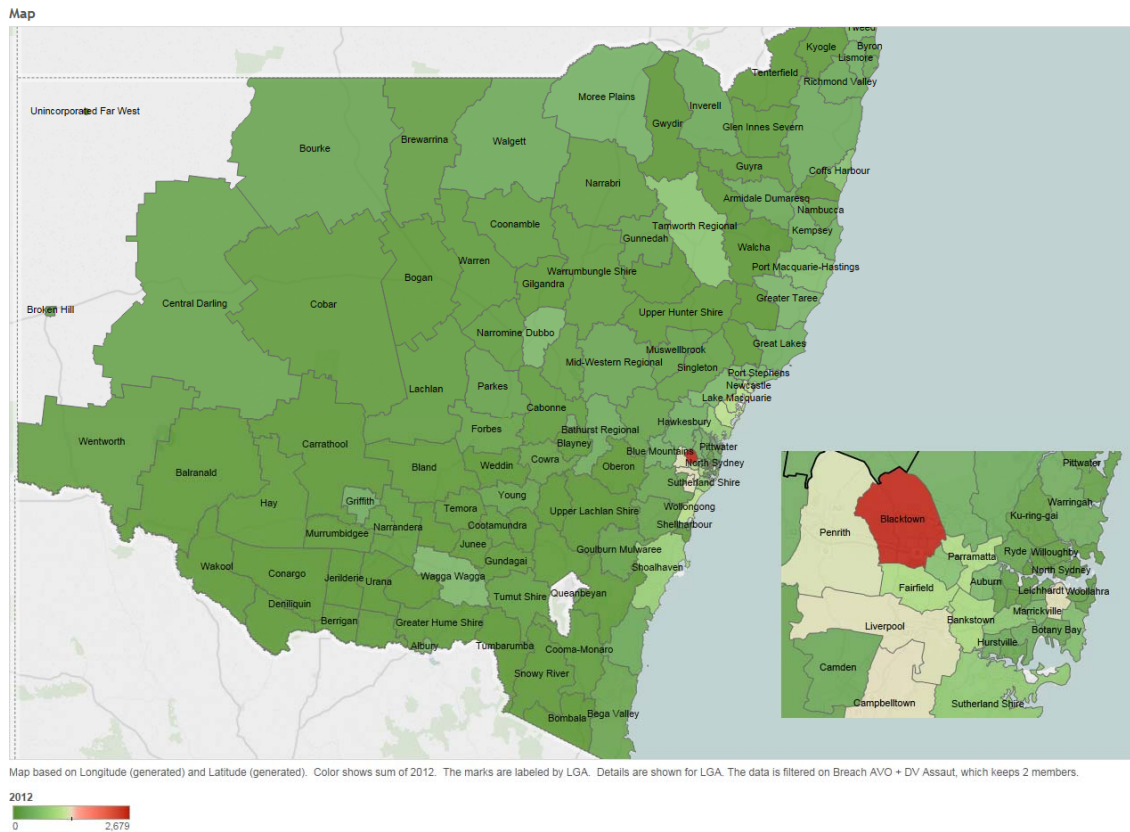 Map
Tweed
Kyogle
Byron
Lismore
Tenterfield
Richmond Valley
Unincorporated Far West
Moree Plains
Inverell
Gwydir
Glen Innes Severn
Brewarrina
Walgett
Bourke
Guyra
Coffs Harbour
Narrabri
Armidale Dumaresq
Nambucca
Coonamble
Tamworth Regional
Kempsey
Gunnedah
Walcha
Warren
Port Macquarie-Hastings
Bogan
Warrumbungle Shire
Gilgandra
Central Darling
Cobar
Greater Taree
Broken Hill
Upper Hunter Shire
Narromine
Dubbo
Great Lakes
Muswellbrook
Mid-Western Regional
Singleton
Port Stephens
Parkes
Newcastle
Lachlan
Lake Macquarie
Cabonne
Hawkesbury
Forbes
Bathurst Regional
Wentworth
Carrathool
Blayney
Blue Mountains
Pittwater
Cowra
North Sydney
Balranald
Bland
Weddin
Oberon
Sutherland Shire
Young
Griffith
Hay
Temora
Upper Lachlan Shire
Wollongong
Murrumbidgee
Narrandera
Cootamundra
Shellharbour
Junee
Goulburn Mulwaree
Gundagai
Wakool
Conargo
Jerilderie
Urana
Wagga Wagga
Shoalhaven
Tumut Shire
Queanbeyan
Deniliquin
Berrigan
Greater Hume Shire
Albury
Tumbarumba
Cooma-Monaro
Snowy River
Bombala
Bega Valley
Pittwater
Warringah
Ku-ring-gai
Blacktown
Penrith
Parramatta
Ryde
Willoughby
North Sydney
Auburn
Fairfield
Leichhardt
Woollahra
Marrickville
Liverpool
Bankstown
Botany Bay
Hurstville
Camden
Campbelltown
Sutherland Shire
Map based on Longitude (generated) and Latitude (generated). Color shows sum of 2012. The marks are labeled by LGA. Details are shown for LGA. The data is filtered on Breach AVO + DV Assaut, which keeps 2 members.
2012
0
2,679